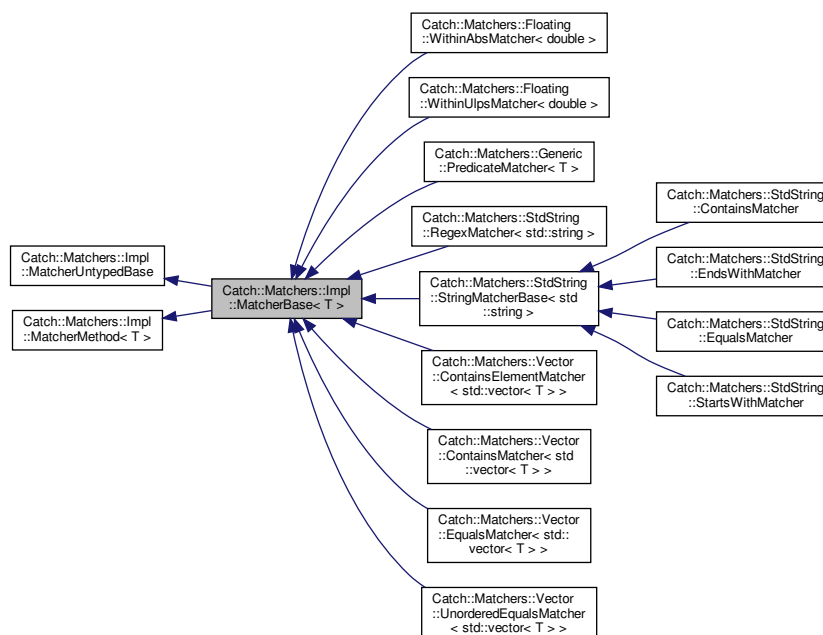 Catch::Matchers::Floating
::WithinAbsMatcher< double >
Catch::Matchers::Floating
::WithinUlpsMatcher< double >
Catch::Matchers::Generic
::PredicateMatcher< T >
Catch::Matchers::StdString
::RegexMatcher< std::string >
Catch::Matchers::StdString
::ContainsMatcher
Catch::Matchers::Impl
::MatcherUntypedBase
Catch::Matchers::Impl
::MatcherBase< T >
Catch::Matchers::StdString
::StringMatcherBase< std
::string >
Catch::Matchers::StdString
::EndsWithMatcher
Catch::Matchers::Impl
::MatcherMethod< T >
Catch::Matchers::StdString
::EqualsMatcher
Catch::Matchers::Vector
::ContainsElementMatcher
< std::vector< T > >
Catch::Matchers::StdString
::StartsWithMatcher
Catch::Matchers::Vector
::ContainsMatcher< std
::vector< T > >
Catch::Matchers::Vector
::EqualsMatcher< std::
vector< T > >
Catch::Matchers::Vector
::UnorderedEqualsMatcher
< std::vector< T > >